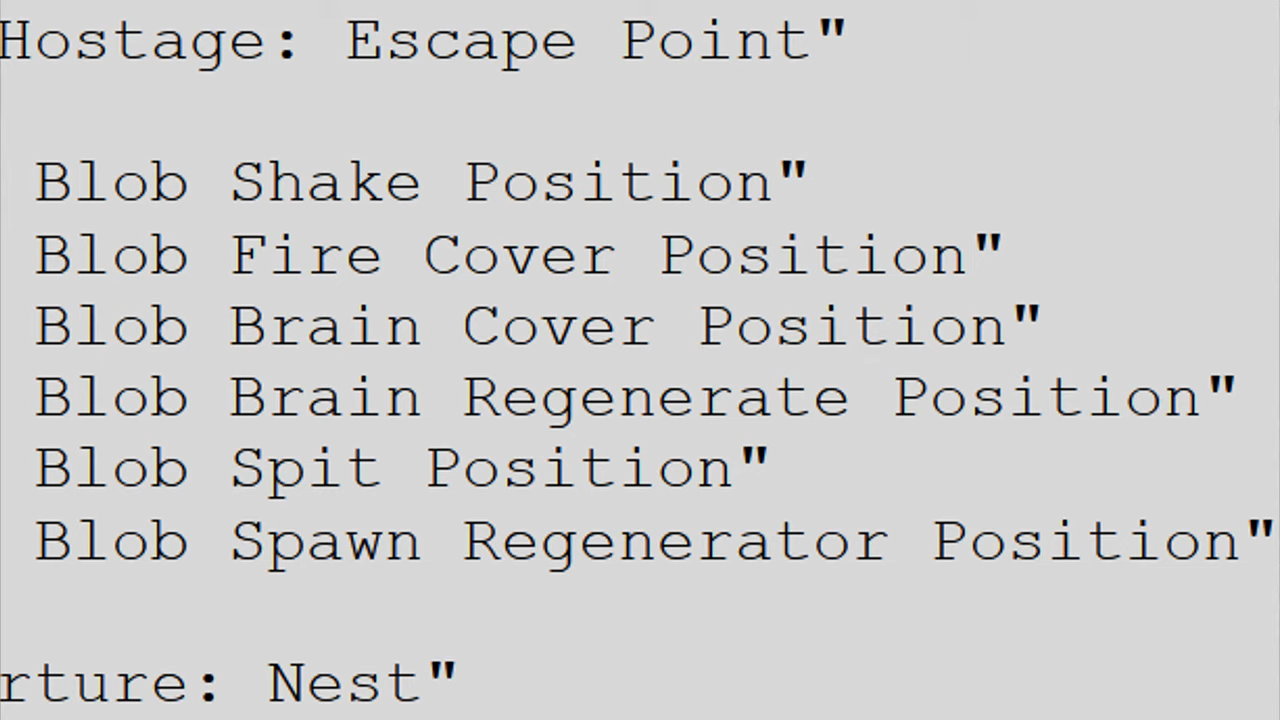 Hostage: Escape Point"
Blob Shake Position"
Blob Fire Cover Position"
Blob Brain Cover Position"
Blob Brain Regenerate Position"
Blob Spit Position"
Blob Spawn Regenerator Position"
rture: Nest"